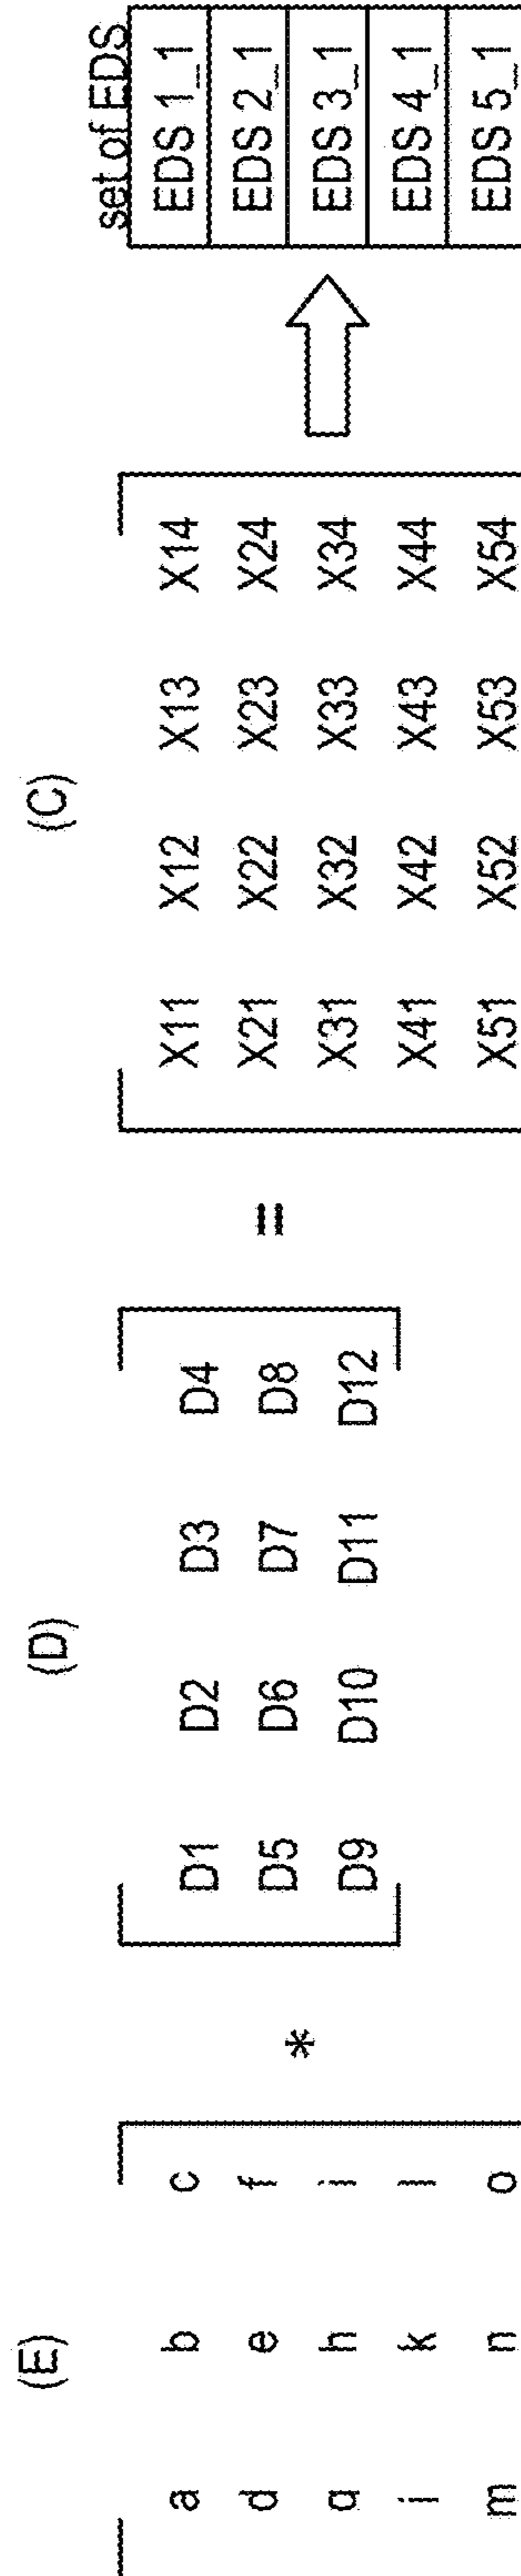 (E) (D) (C) set of EDS
a b c D1 D2 D3 D4 X11 X12 X13 X14 EDS 1_1
d e f * D5 D6 D7 D8 = X21 X22 X23 X24 EDS 2_1
g h i D9 D10 D11 D12 X31 X32 X33 X34 EDS 3_1
j k l X41 X42 X43 X44 EDS 4_1
m n o X51 X52 X53 X54 EDS 5_1